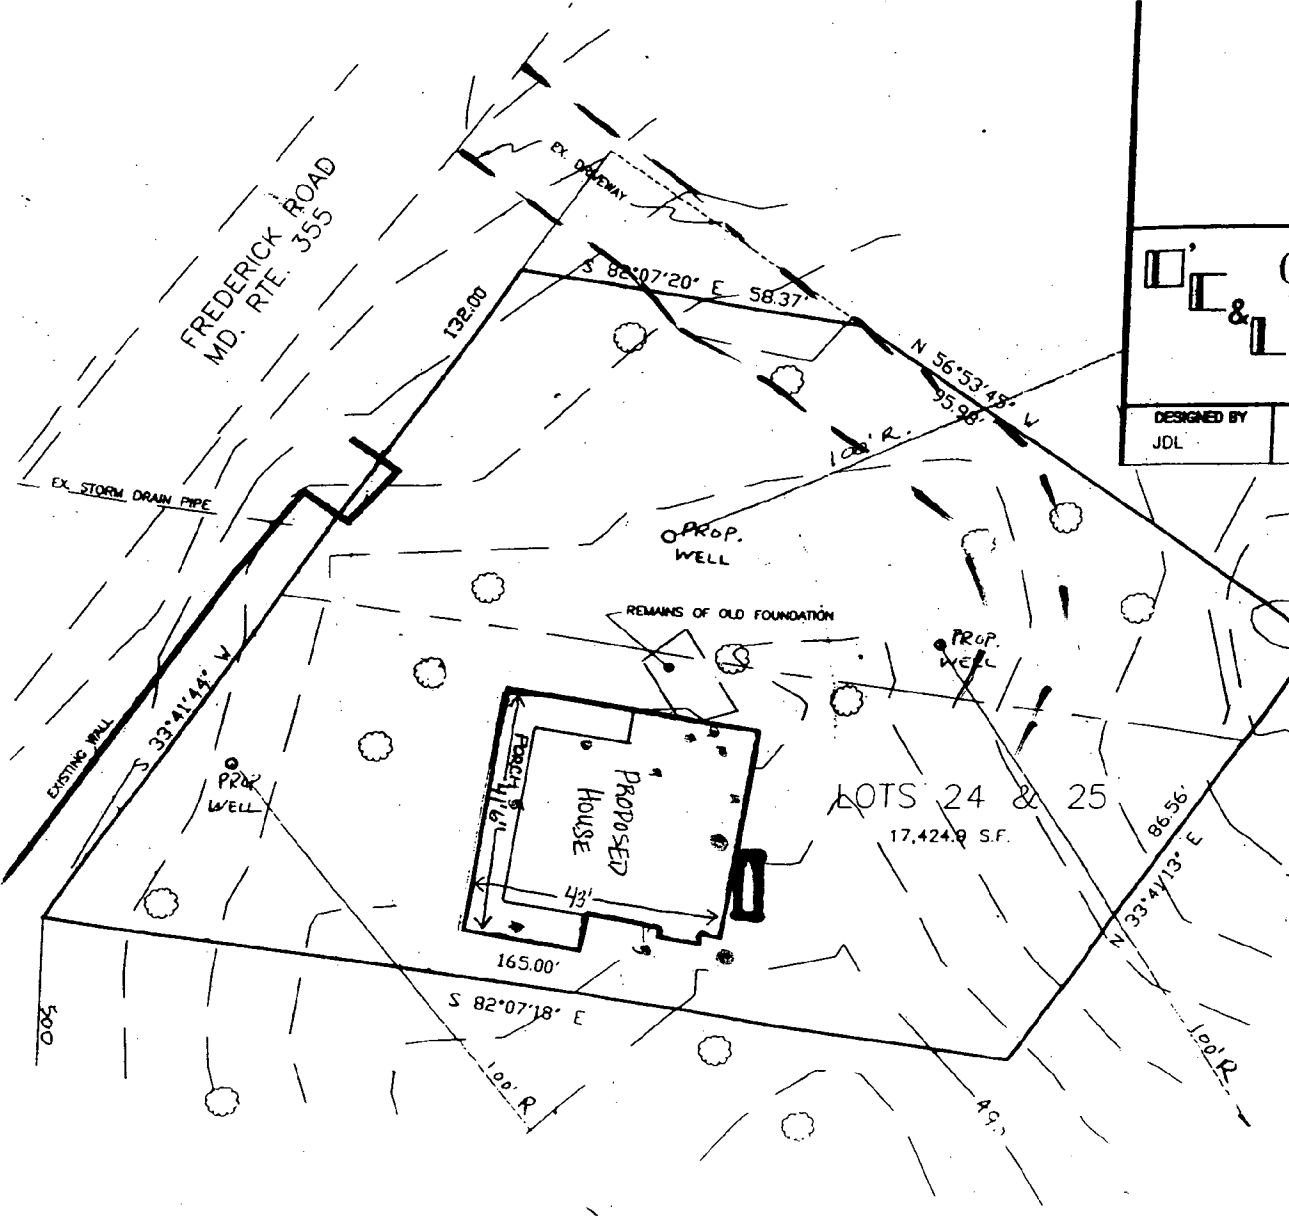 FREDERICK ROAD
MD. RTE. 355
EX. DRIVEWAY
132.00
S 82°07'20" E 58.37'
N 56°53'45" W
95.98'
&
DESIGNED BY
JDL
100' R.
EX. STORM DRAIN PIPE
PROP.
WELL
REMAINS OF OLD FOUNDATION
PROP.
WELL
S 33°41'44" W
EXISTING WALL
PROP
WELL
PORCH
41'6"
PROPOSED
HOUSE
43'
LOTS 24 & 25
17,424.9 S.F.
86.56'
N 33°41'13" E
165.00'
S 82°07'18" E
500
100' R
100' R